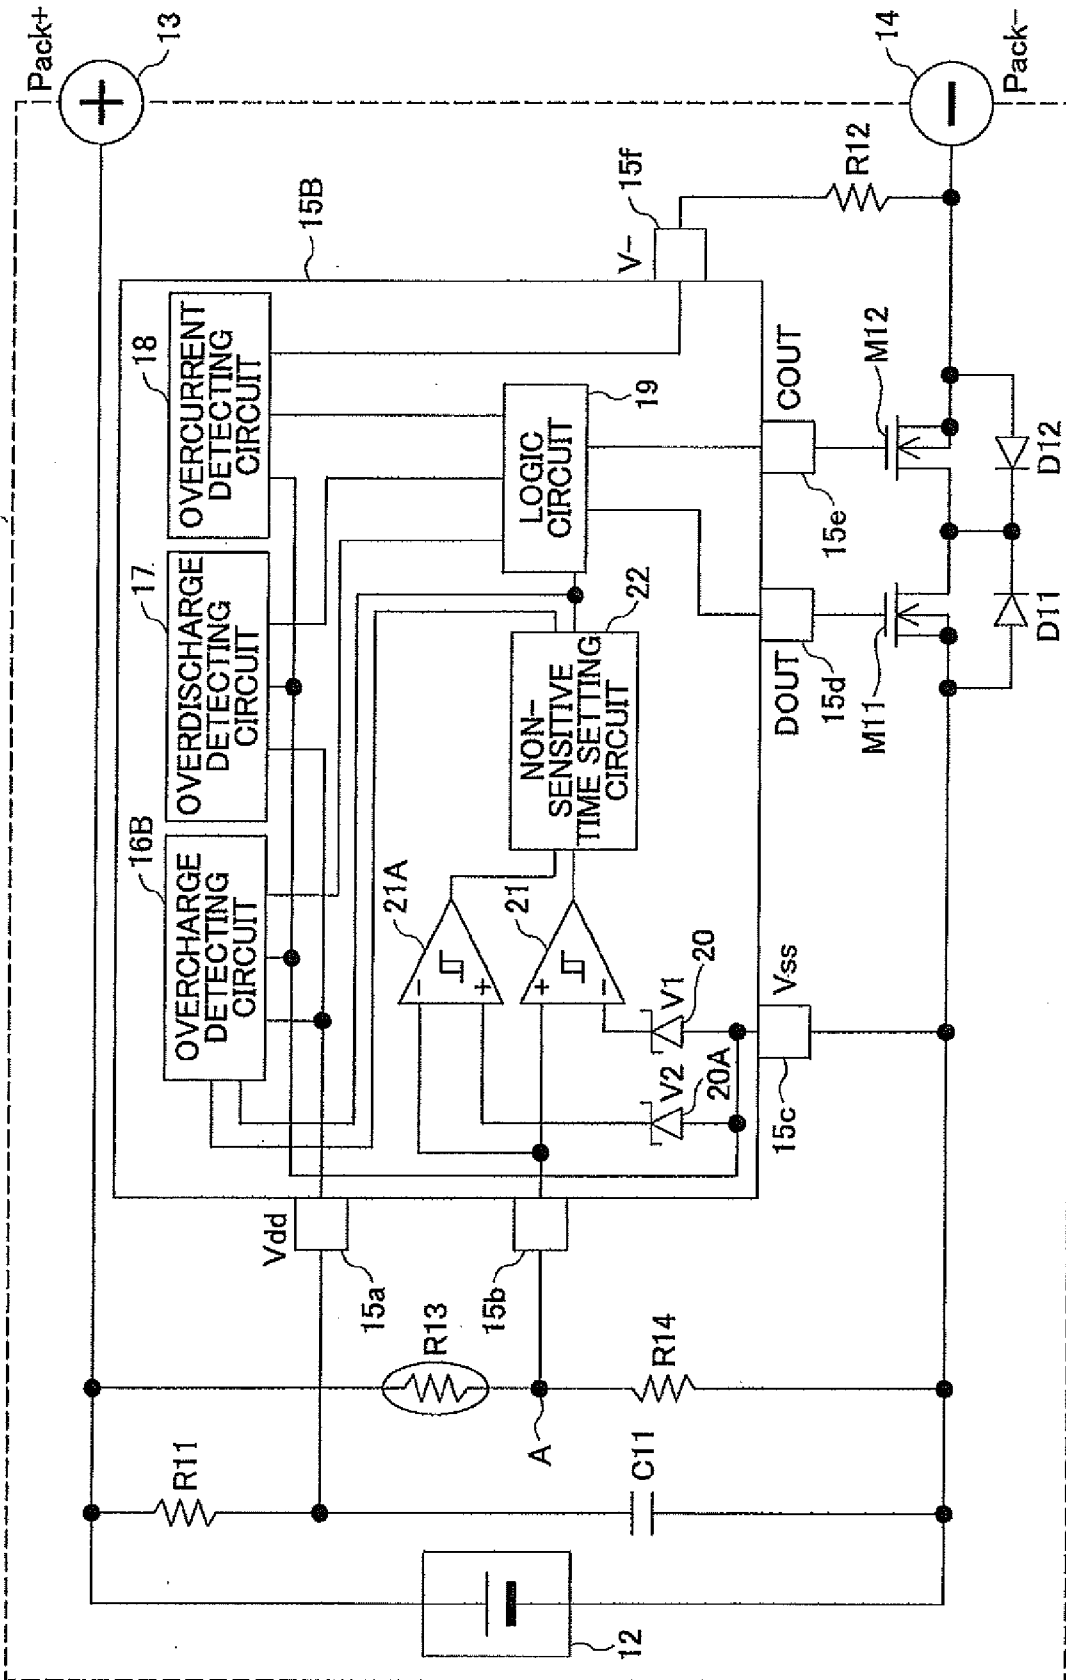 Pack+
13
15B
16B
OVERCHARGE
DETECTING
CIRCUIT
17
OVERDISCHARGE
DETECTING
CIRCUIT
18
OVERCURRENT
DETECTING
CIRCUIT
Vdd
15a
R11
R13
15b
A
C11
R14
12
21A
-
+
21
+
-
NON-
SENSITIVE
TIME SETTING
CIRCUIT
22
LOGIC
CIRCUIT
19
V-
15f
V2
20A
V1
20
15c
Vss
DOUT
15d
COUT
15e
M11
M12
D11
D12
R12
14
Pack-